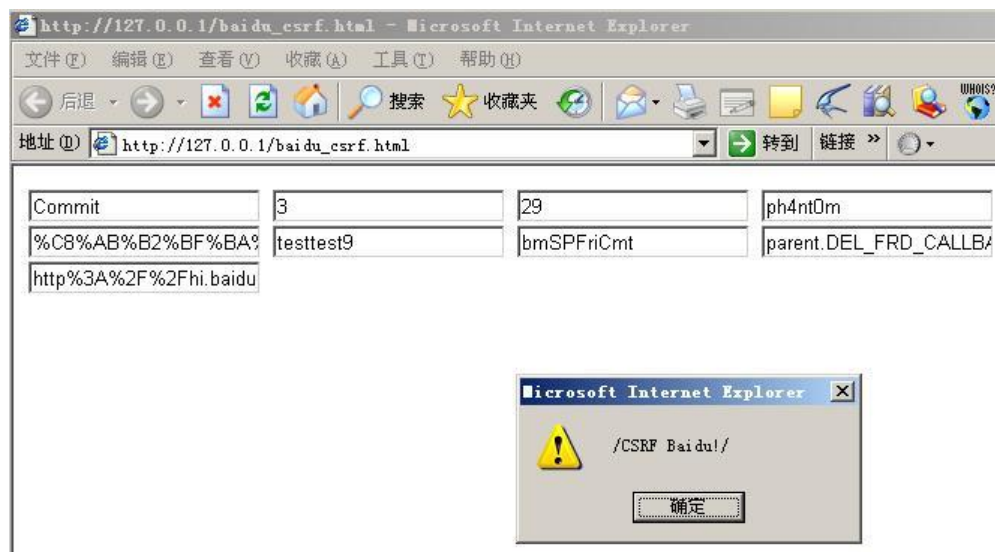 http://127.0.0.1/baidu_csrf.html - Microsoft Internet Explorer
文件(F) 编辑(E) 查看(V) 收藏(A) 工具(T) 帮助(H)
后退 搜索 收藏夹 WHOIS?
地址(D) http://127.0.0.1/baidu_csrf.html 转到 链接 »
Commit 3 29 ph4nt0m
%C8%AB%B2%BF%BA% testtest9 bmSPFriCmt parent.DEL_FRD_CALLBA
http%3A%2F%2Fhi.baidu
Microsoft Internet Explorer
/CSRF Baidu!/
确定